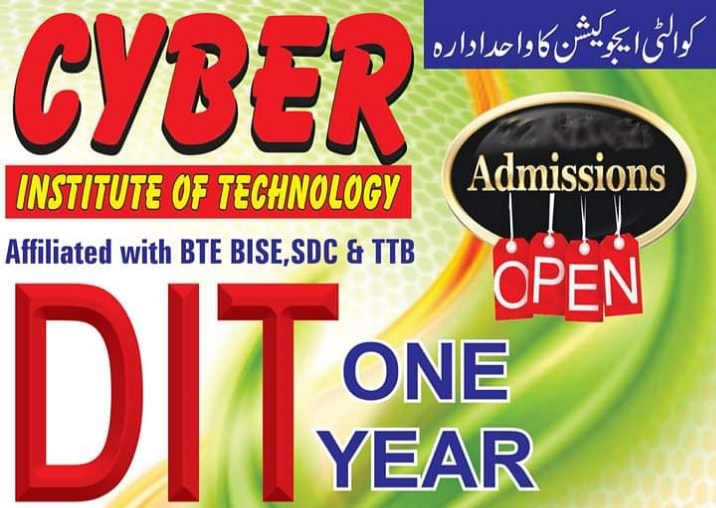 CYBER
کوالٹی ایجوکیشن کا واحد ادارہ
INSTITUTE OF TECHNOLOGY
Admissions
OPEN
Affiliated with BTE BISE,SDC & TTB
DIT
ONE
YEAR